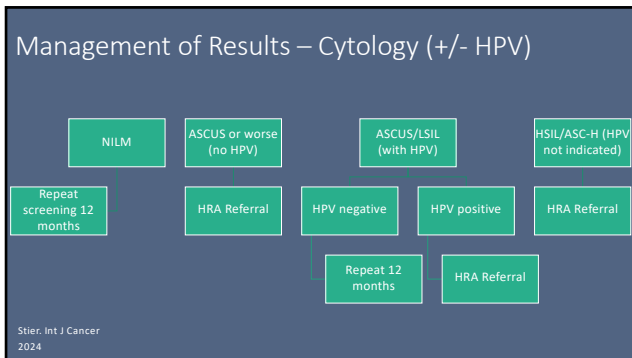 Management of Results – Cytology (+/- HPV)
NILM
Repeat
screening 12
months
ASCUS or worse
(no HPV)
HRA Referral
ASCUS/LSIL
(with HPV)
HPV negative
Repeat 12
months
HPV positive
HRA Referral
HSIL/ASC-H (HPV
not indicated)
HRA Referral
Stier. Int J Cancer
2024